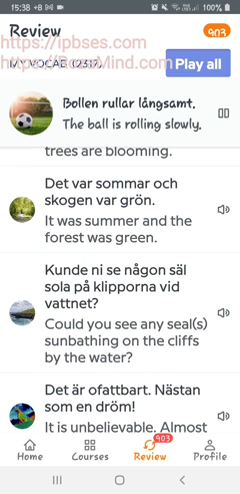 15:38 +B
100%
Review
903
https://ipbses.com
MY VOCAB (2319)
Play all
Bollen rullar långsamt.
The ball is rolling slowly.
trees are blooming.
Det var sommar och
skogen var grön.
It was summer and the
forest was green.
Kunde ni se någon säl
sola på klipporna vid
vattnet?
Could you see any seal(s)
sunbathing on the cliffs
by the water?
Det är ofattbart. Nästan
som en dröm!
It is unbelievable. Almost
903
Home Courses Review Profile